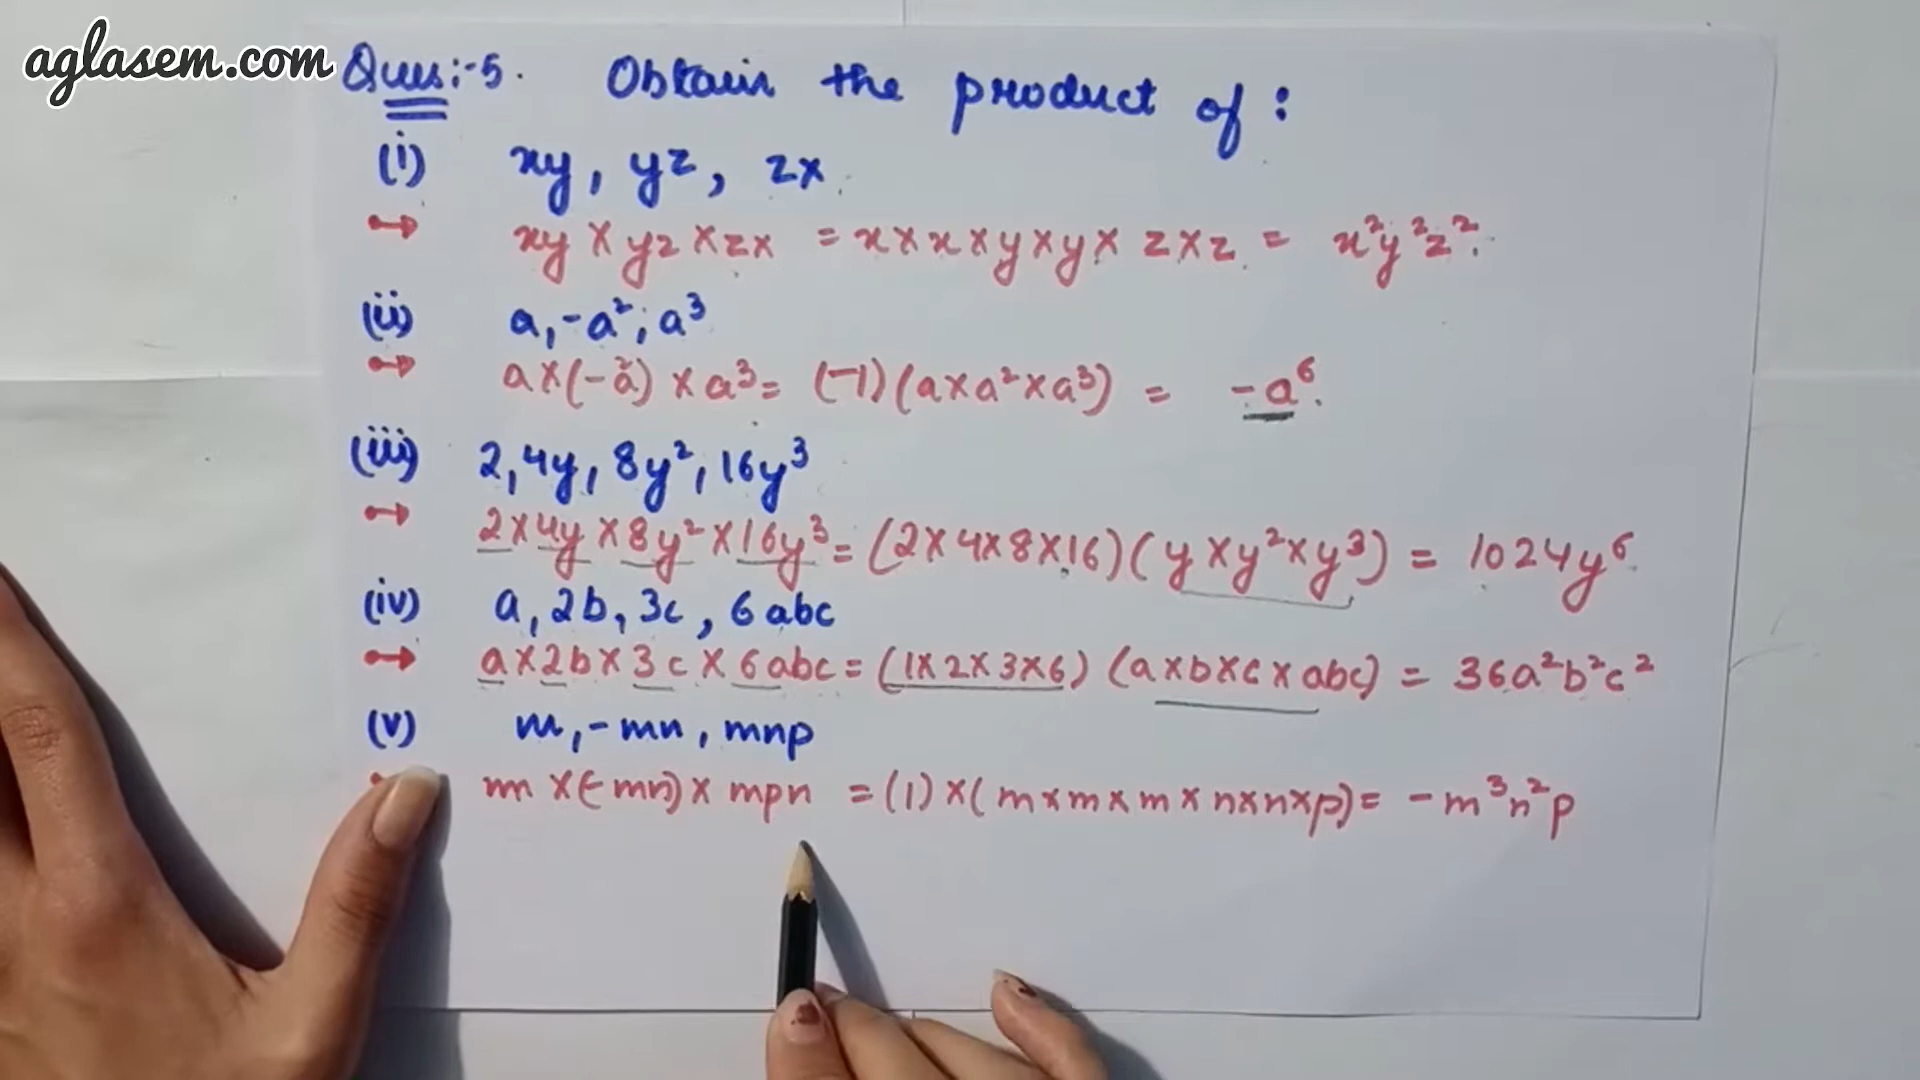 aglasem.com
Ques:-5. Obtain the product of :
(i) xy, yz, zx
xy × yz × zx = x × x × y × y × z × z = x²y²z².
(ii) a, -a², a³
a × (-a²) × a³ = (-1)(a × a² × a³) = -a⁶.
(iii) 2, 4y, 8y², 16y³
2 × 4y × 8y² × 16y³ = (2 × 4 × 8 × 16)(y × y² × y³) = 1024y⁶
(iv) a, 2b, 3c, 6abc
a × 2b × 3c × 6abc = (1 × 2 × 3 × 6) (a × b × c × abc) = 36a²b²c²
(v) m, -mn, mnp
m × (-mn) × mpn = (1) × (m × m × m × n × n × p) = -m³n²p